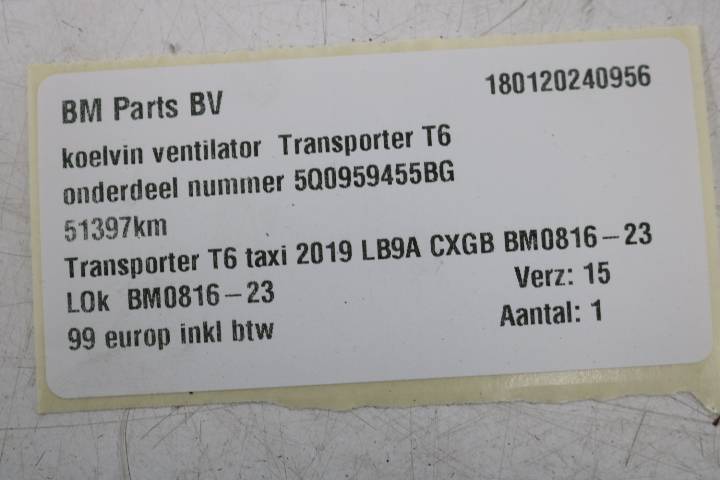 BM Parts BV 180120240956
koelvin ventilator Transporter T6
onderdeel nummer 5Q0959455BG
51397km
Transporter T6 taxi 2019 LB9A CXGB BM0816-23
LOk BM0816-23 Verz: 15
99 europ inkl btw Aantal: 1